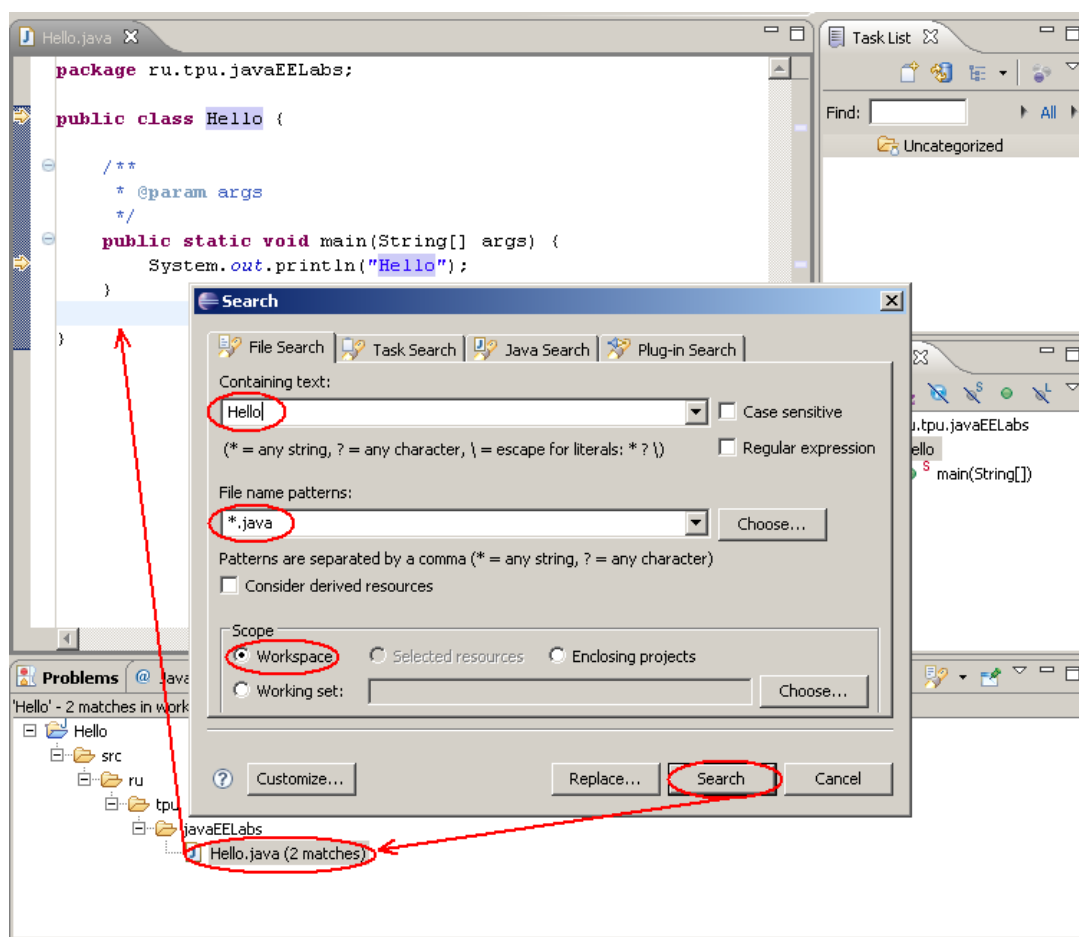 Hello.java
package ru.tpu.javaEELabs;
public class Hello {
/**
* @param args
*/
public static void main(String[] args) {
System.out.println("Hello");
}
}
Task List
Find:
All
Uncategorized
Search
File Search
Task Search
Java Search
Plug-in Search
Containing text:
Hello
Case sensitive
(* = any string, ? = any character, \ = escape for literals: * ? \)
Regular expression
File name patterns:
*.java
Choose...
Patterns are separated by a comma (* = any string, ? = any character)
Consider derived resources
Scope
Workspace
Selected resources
Enclosing projects
Working set:
Choose...
Customize...
Replace...
Search
Cancel
u.tpu.javaEELabs
ello
main(String[])
Problems
@ Java
'Hello' - 2 matches in work
Hello
src
ru
tpu
javaEELabs
Hello.java (2 matches)